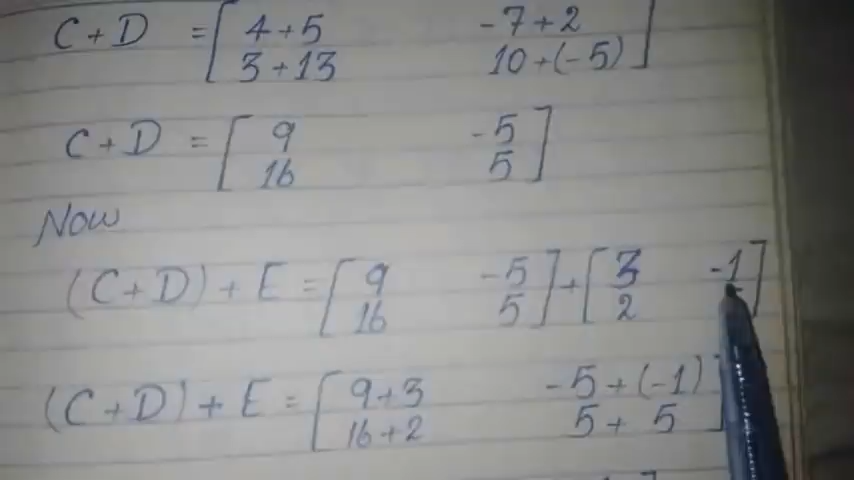 C + D = [ 4 + 5 -7 + 2
3 + 13 10 + (-5) ]
C + D = [ 9 -5
16 5 ]
Now
(C + D) + E = [ 9 -5 ] + [ 3 -1 ]
16 5 2
(C + D) + E = [ 9 + 3 -5 + (-1)
16 + 2 5 + 5 ]